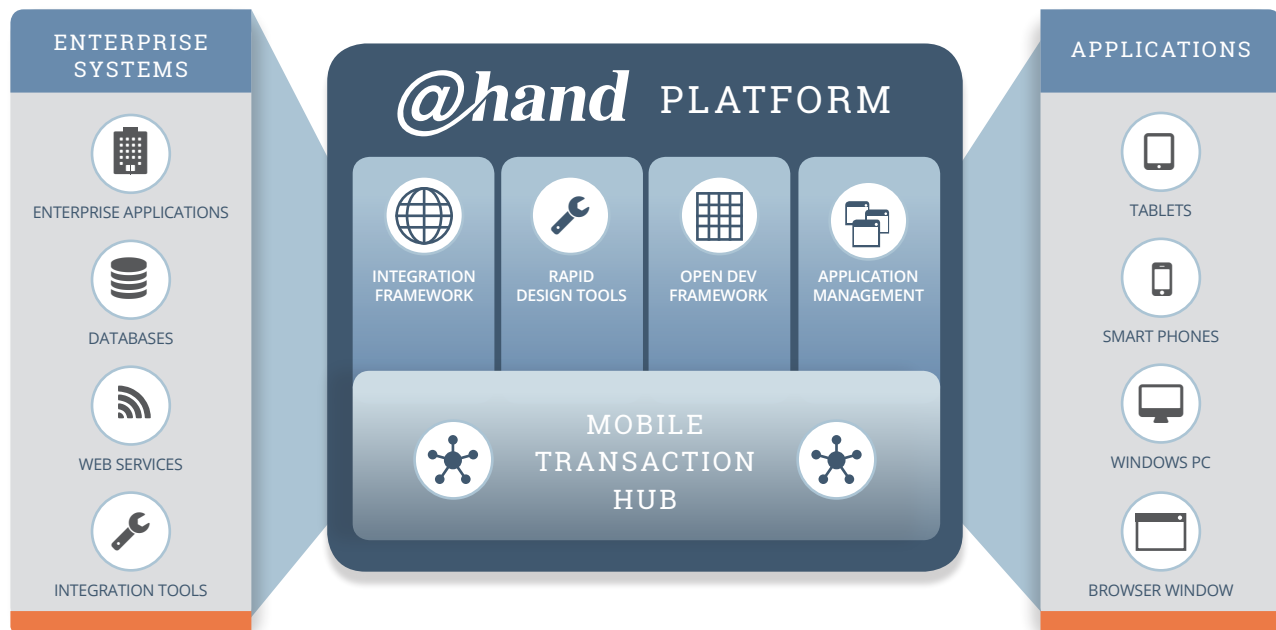 ENTERPRISE
SYSTEMS
ENTERPRISE APPLICATIONS
DATABASES
WEB SERVICES
INTEGRATION TOOLS
@hand PLATFORM
INTEGRATION
FRAMEWORK
RAPID
DESIGN TOOLS
OPEN DEV
FRAMEWORK
APPLICATION
MANAGEMENT
MOBILE
TRANSACTION
HUB
APPLICATIONS
TABLETS
SMART PHONES
WINDOWS PC
BROWSER WINDOW